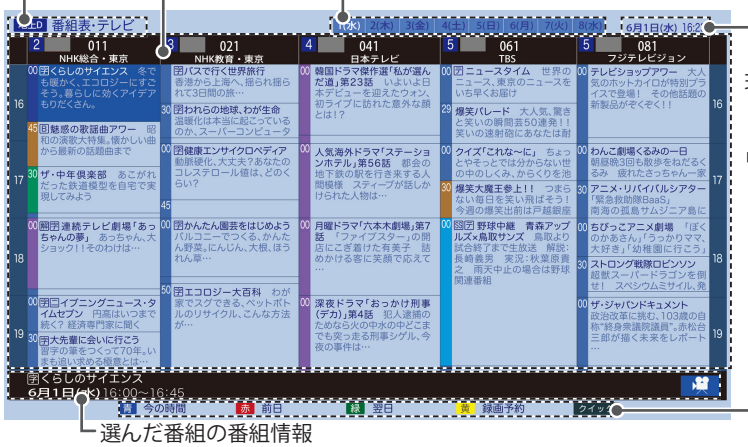 地上D 番組表・テレビ
1(水) 2(木) 3(金) 4(土) 5(日) 6(月) 7(火) 8(水)
6月1日(水) 16:2
2 011
NHK総合・東京
3 021
NHK教育・東京
4 041
日本テレビ
5 061
TBS
5 081
フジテレビジョン
16
17
18
19
00 字くらしのサイエンス 冬で
も暖かく、エコロジーにすご
そう。暮らしに効くアイデア
もりだくさん。
45 日魅惑の歌謡曲アワー 昭
和の演歌大特集。懐かしい曲
から最新の話題曲まで
30 ザ・中年倶楽部 あこがれ
だった鉄道模型を自宅で実
現してみよう
00 字連続テレビ劇場「あっ
ちゃんの夢」 あっちゃん、大
ショック!!そのわけは…
00 字イブニングニュース・タ
イムセブン 円高はいつまで
続く? 経済専門家に聞く
30 字大先輩に会いに行こう
習字の筆をつくって70年。い
まも追い求める極意とは…
00 字バスで行く世界旅行
香港から上海へ、揺られ揺ら
れて3日間の旅…
30 字われらの地球、わが生命
温暖化は本当に起こっている
のか、スーパーコンピュータ
00 字健康エンサイクロペディア
動脈硬化、大丈夫?あなたの
コレステロール値は、どのく
らい?
45
00 字かんたん園芸をはじめよう
バルコニーでつくる、かんた
ん野菜。にんじん、大根、ほう
れん草…
50 字エコロジー大百科 わが
家でスグできる、ペットボト
ルのリサイクル、こんな方法
が…
00 韓国ドラマ傑作選「私が選ん
だ道」第23話 いよいよ日
本デビューを迎えたウォン、
初ライブに訪れた意外な顔
とは!?
00 人気海外ドラマ「ステーショ
ンホテル」第56話 都会の
地下鉄の駅を行き来する人
間模様 スティーブが話しか
けられた人物は…
00 月曜ドラマ「六本木劇場」第7
話 「ファイブスター」の開
店にこぎ着けた有美子 詰
めかける客に笑顔で応えて
…
00 深夜ドラマ「おっかけ刑事
(デカ)」第4話 犯人逮捕の
ためなら火の中水の中どこま
でも突っ走る刑事シゲル、今
夜の事件は…
00 字ニュースタイム 世界の
ニュース、東京のニュースを
いち早くお届け!
29 爆笑パレード 大人気、驚き
と笑いの瞬間芸50連発!!
笑いの速射砲にあなたは耐
00 クイズ「これな〜に」 ちょっ
とやそっとでは分からない世
の中のしくみ、からくりを池
30 爆笑大魔王参上!! つまら
ない毎日を笑い飛ばそう!
今週の爆笑出前は戸越銀座
00 野球中継 青森アップ
ルズ×鳥取サンズ 鳥取より
試合終了まで生放送 解説:
長崎義男 実況:秋葉原貴
之 雨天中止の場合は野球
関連番組
00 テレビショップアワー 大人
気のホットカイロが特別プラ
イスで登場! その他話題の
新製品がぞくぞく!!
00 わんこ劇場くるみの一日
朝昼晩3回も散歩をねだるく
るみ 疲れたさっちゃん一家
30 アニメ・リバイバルシアター
「緊急救助隊BaaS」
南海の孤島サムジニア島に
00 ちびっこアニメ劇場 「ぼく
のかあさん」「うっかりママ、
大好き」「幼稚園に行こう」
30 ストロング戦隊ロビンソン
超獣スーパードラゴンを倒
せ! スペシウムミサイル、発
00 ザ・ジャパンドキュメント
政治改革に挑む、103歳の自
称“終身衆議院議員”。赤松台
三郎が描く未来をレポート
…
16
17
18
19
字くらしのサイエンス
6月1日(水)16:00〜16:45
青 今の時間 赤 前日 緑 翌日 黄 録画予約 クイック
選んだ番組の番組情報